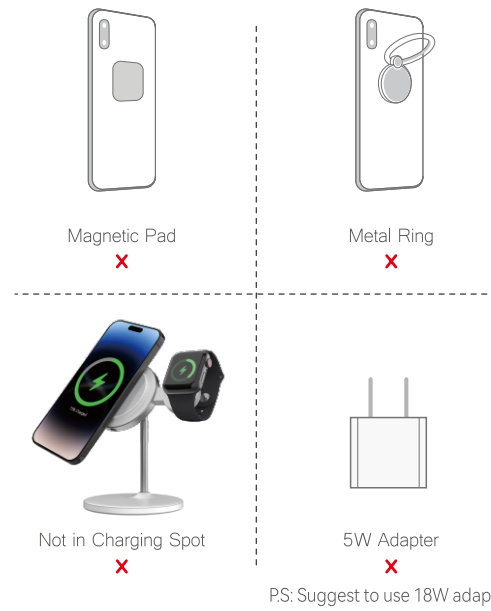 Magnetic Pad
Metal Ring
Not in Charging Spot
5W Adapter
P.S: Suggest to use 18W adap